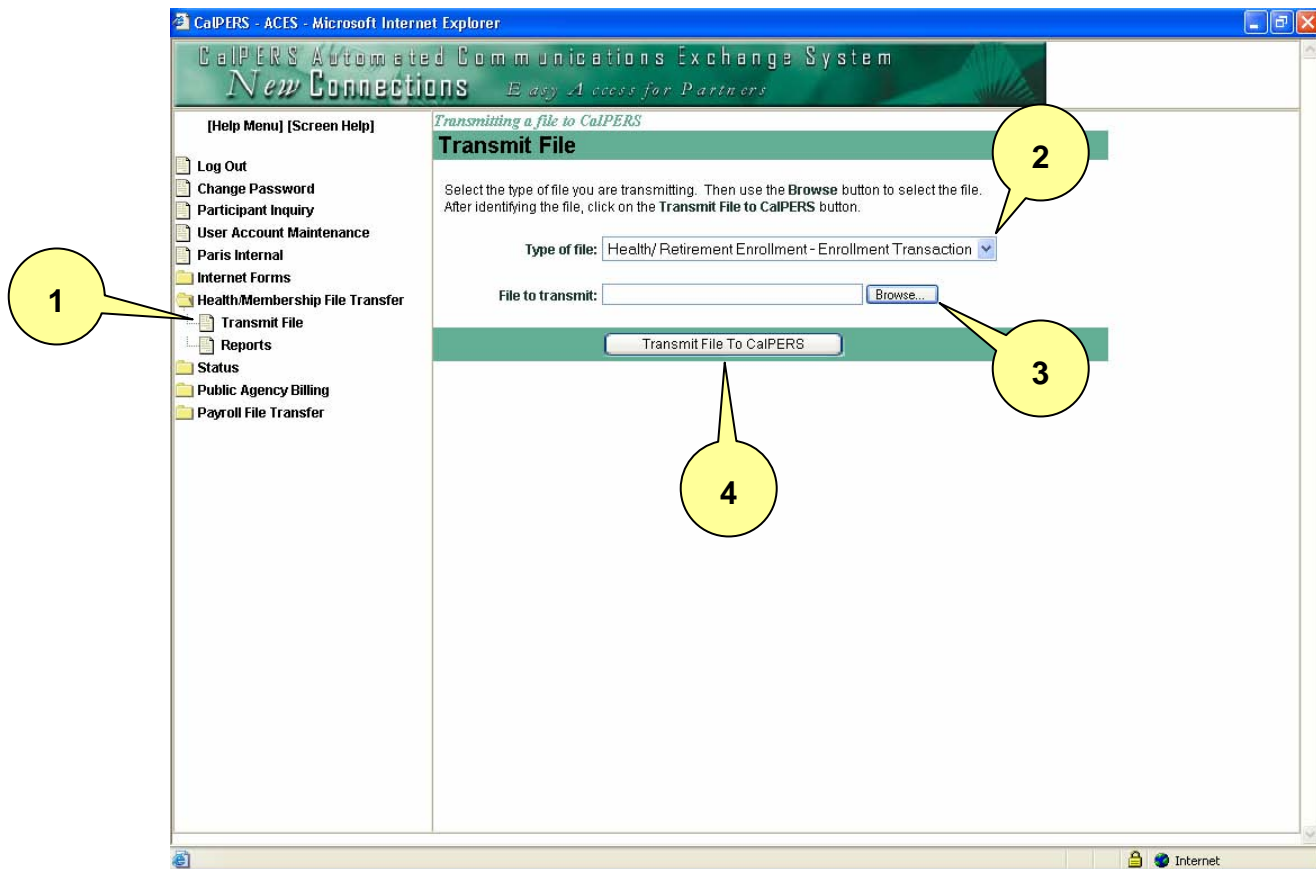 CalPERS - ACES - Microsoft Internet Explorer
CalPERS Automated Communications Exchange System
New Connections Easy Access for Partners
[Help Menu] [Screen Help]
Log Out
Change Password
Participant Inquiry
User Account Maintenance
Paris Internal
Internet Forms
Health/Membership File Transfer
Transmit File
Reports
Status
Public Agency Billing
Payroll File Transfer
1
Transmitting a file to CalPERS
Transmit File
2
Select the type of file you are transmitting. Then use the Browse button to select the file.
After identifying the file, click on the Transmit File to CalPERS button.
Type of file: Health/ Retirement Enrollment - Enrollment Transaction
File to transmit: Browse...
3
Transmit File To CalPERS
4
Internet